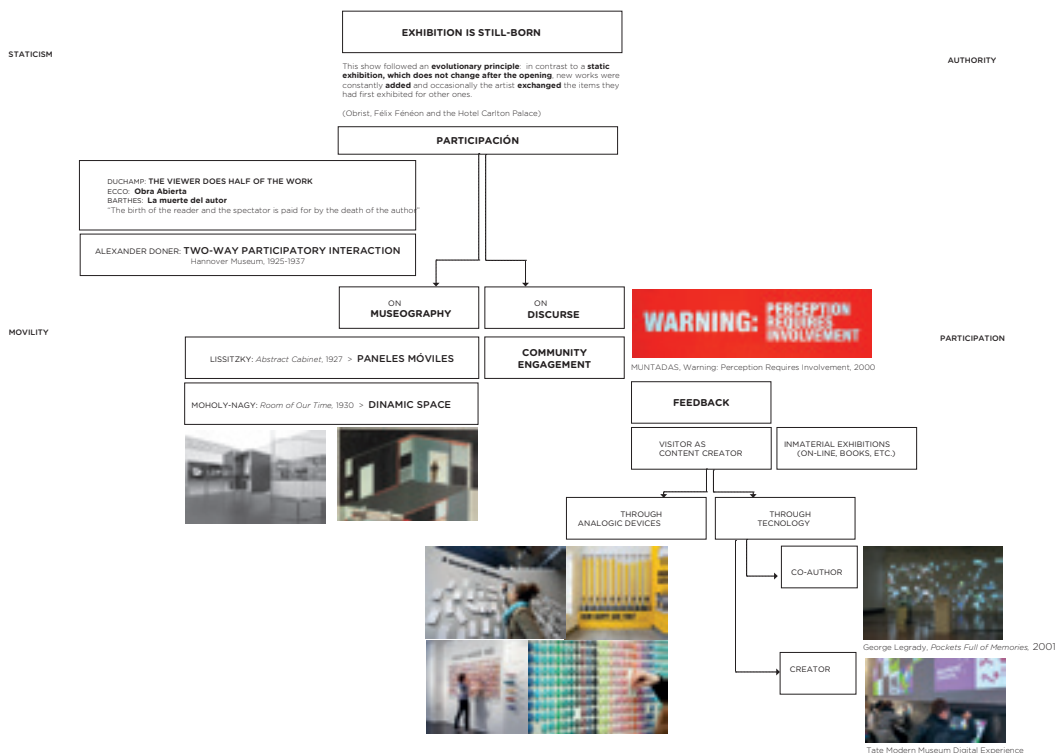 EXHIBITION IS STILL-BORN
STATICISM
AUTHORITY
This show followed an evolutionary principle: in contrast to a static
exhibition, which does not change after the opening, new works were
constantly added and occasionally the artist exchanged the items they
had first exhibited for other ones.
(Obrist, Félix Fénéon and the Hotel Carlton Palace)
PARTICIPACIÓN
DUCHAMP: THE VIEWER DOES HALF OF THE WORK
ECCO: Obra Abierta
BARTHES: La muerte del autor
“The birth of the reader and the spectator is paid for by the death of the author”
ALEXANDER DONER: TWO-WAY PARTICIPATORY INTERACTION
Hannover Museum, 1925-1937
ON
MUSEOGRAPHY
ON
DISCURSE
WARNING: PERCEPTION
REQUIRES
INVOLVEMENT
MOVILITY
PARTICIPATION
LISSITZKY: Abstract Cabinet, 1927 > PANELES MÓVILES
COMMUNITY
ENGAGEMENT
MUNTADAS, Warning: Perception Requires Involvement, 2000
MOHOLY-NAGY: Room of Our Time, 1930 > DINAMIC SPACE
FEEDBACK
VISITOR AS
CONTENT CREATOR
INMATERIAL EXHIBITIONS
(ON-LINE, BOOKS, ETC.)
THROUGH
ANALOGIC DEVICES
THROUGH
TECNOLOGY
CO-AUTHOR
George Legrady, Pockets Full of Memories, 2001
CREATOR
Tate Modern Museum Digital Experience